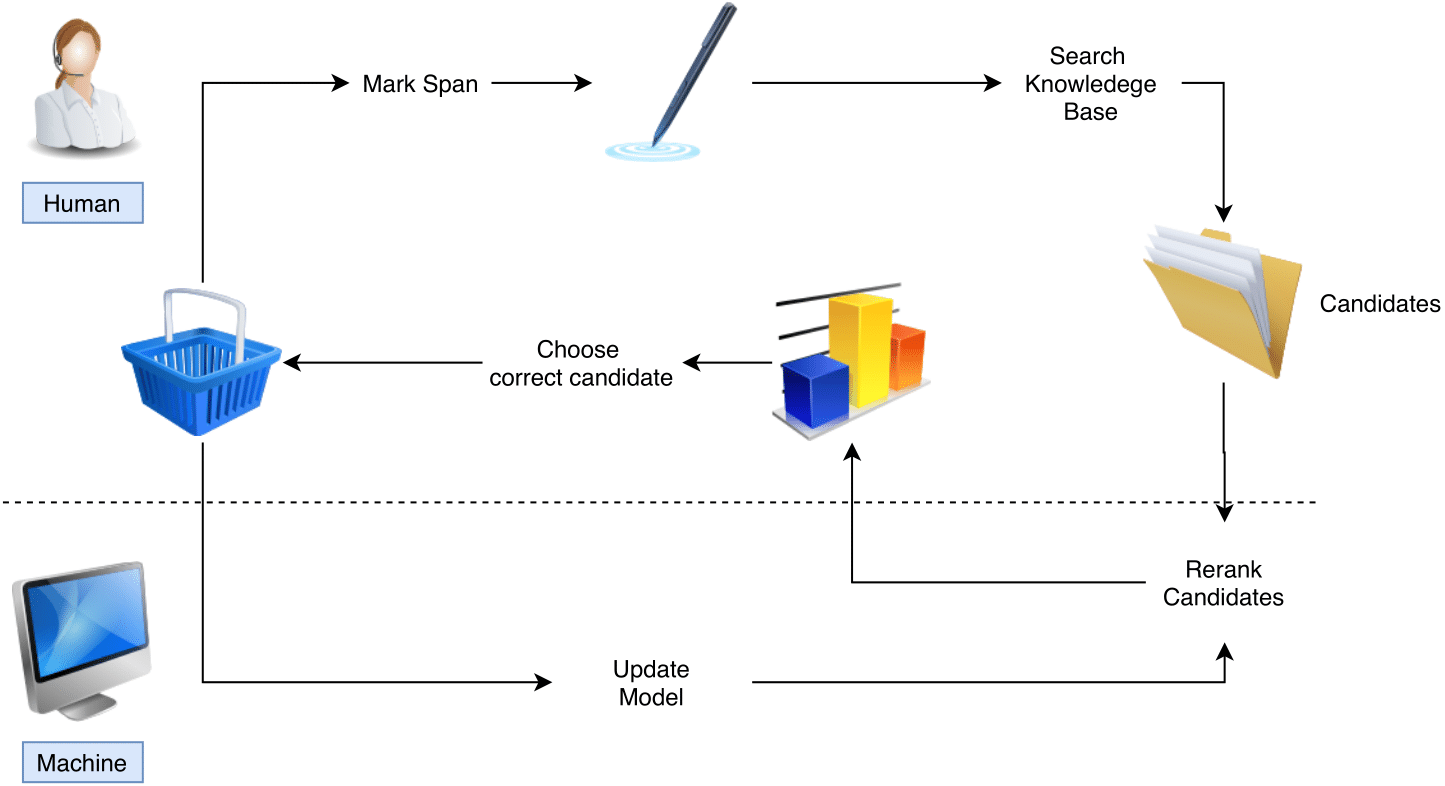 Mark Span
Search
Knowledege
Base
Human
Candidates
Choose
correct candidate
Rerank
Candidates
Update
Model
Machine